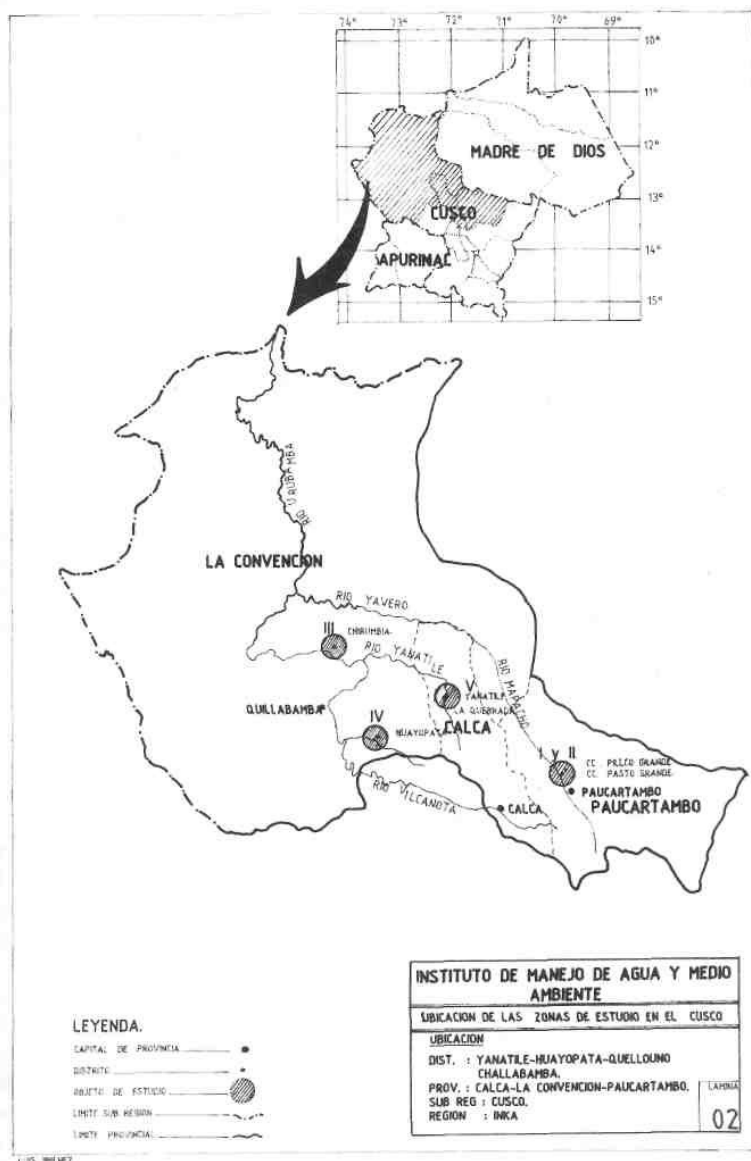 74° 73° 72° 71° 70° 69°
10°
11°
12°
13°
14°
15°
MADRE DE DIOS
CUSCO
APURINAL
RIO URUBAMBA
LA CONVENCION
RIO YAVERO
III
CHIRUMBIA
RIO YANATILE
RIO MAPACHO
V
YANATILE
LA QUEBRADA
QUILLABAMBA
IV
HUAYOPATA
CALCA
I y II
CC. PILLCO GRANDE
CC. PASTO GRANDE
PAUCARTAMBO
PAUCARTAMBO
RIO VILCANOTA
CALCA
INSTITUTO DE MANEJO DE AGUA Y MEDIO
AMBIENTE
UBICACION DE LAS ZONAS DE ESTUDIO EN EL CUSCO
UBICACION
DIST. : YANATILE-HUAYOPATA-QUELLOUNO
CHALLABAMBA.
PROV. : CALCA-LA CONVENCION-PAUCARTAMBO.
SUB REG : CUSCO.
REGION : INKA
LAMINA
02
LEYENDA.
CAPITAL DE PROVINCIA
DISTRITO
OBJETO DE ESTUDIO
LIMITE SUB REGION
LIMITE PROVINCIAL